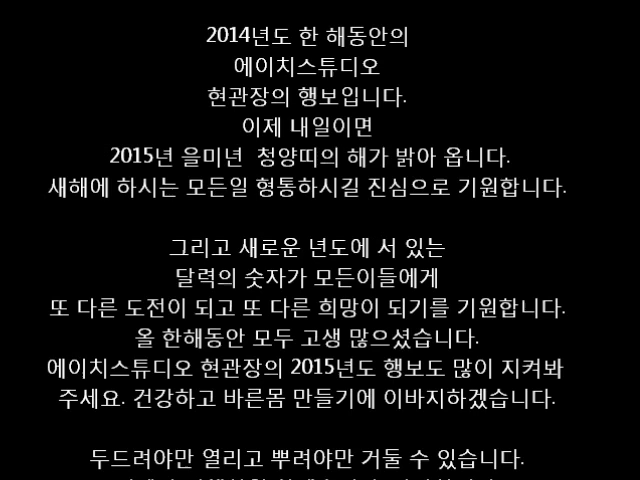 2014년도 한 해동안의
에이치스튜디오
현관장의 행보입니다.
이제 내일이면
2015년 을미년 청양띠의 해가 밝아 옵니다.
새해에 하시는 모든일 형통하시길 진심으로 기원합니다.
그리고 새로운 년도에 서 있는
달력의 숫자가 모든이들에게
또 다른 도전이 되고 또 다른 희망이 되기를 기원합니다.
올 한해동안 모두 고생 많으셨습니다.
에이치스튜디오 현관장의 2015년도 행보도 많이 지켜봐
주세요. 건강하고 바른몸 만들기에 이바지하겠습니다.
두드려야만 열리고 뿌려야만 거둘 수 있습니다.